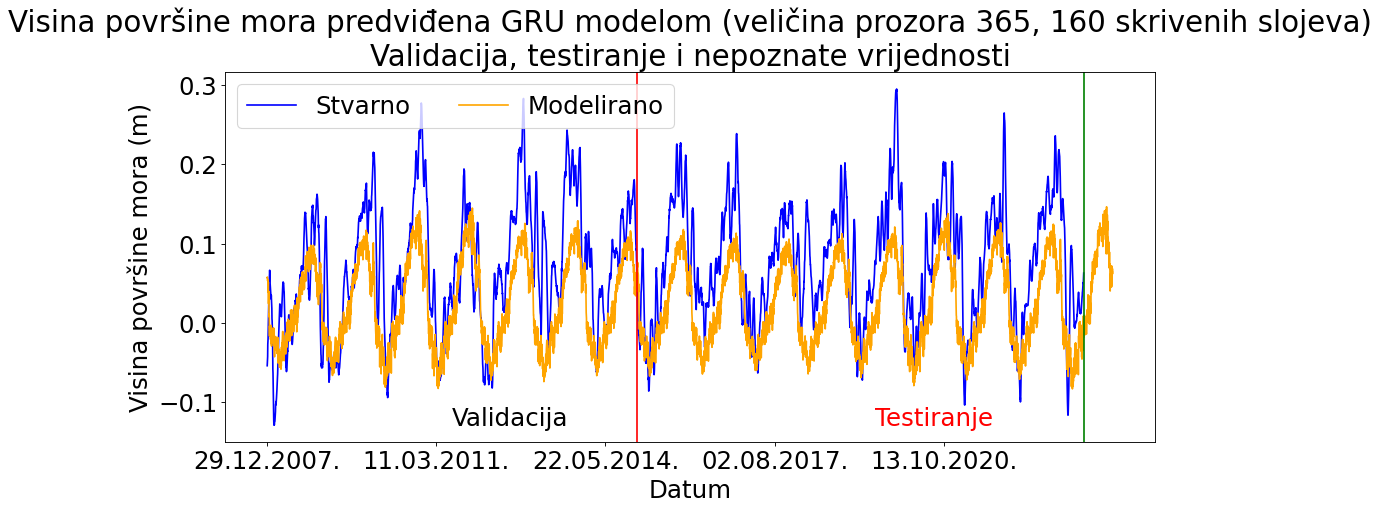 Visina površine mora predviđena GRU modelom (veličina prozora 365, 160 skrivenih slojeva)
Validacija, testiranje i nepoznate vrijednosti
Stvarno
Modelirano
Visina površine mora (m)
0.3
0.2
0.1
0.0
−0.1
Validacija
Testiranje
29.12.2007.
11.03.2011.
22.05.2014.
02.08.2017.
13.10.2020.
Datum